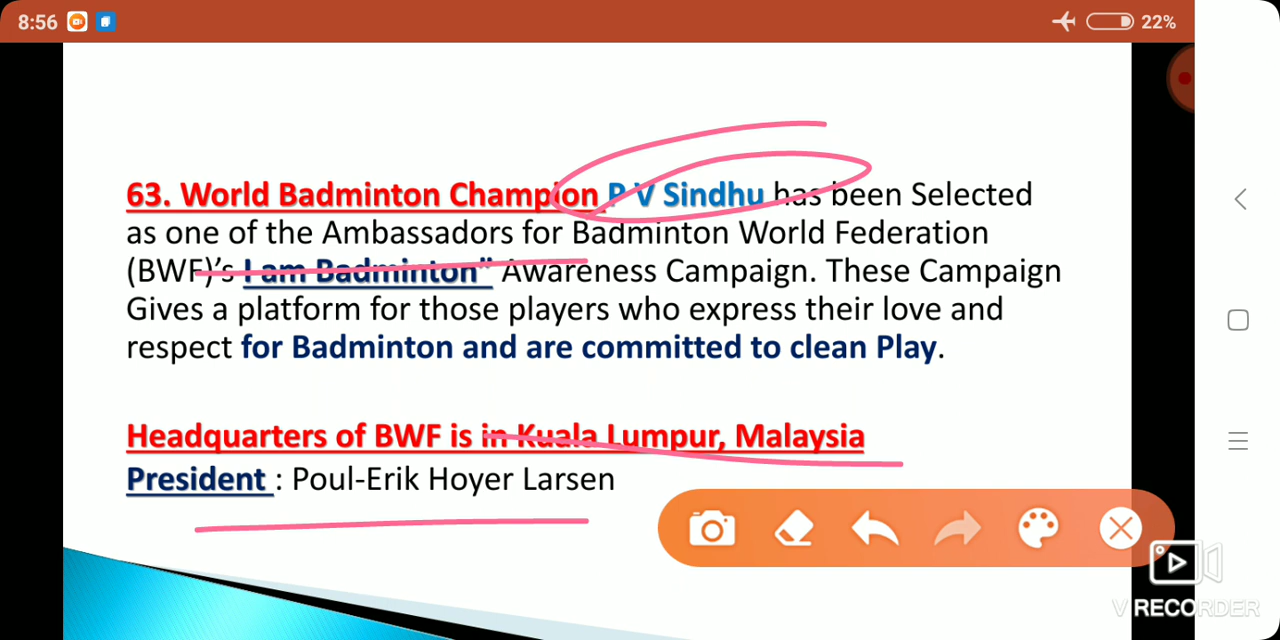 8:56
22%
63. World Badminton Champion P V Sindhu has been Selected
as one of the Ambassadors for Badminton World Federation
(BWF)’s I am Badminton” Awareness Campaign. These Campaign
Gives a platform for those players who express their love and
respect for Badminton and are committed to clean Play.
Headquarters of BWF is in Kuala Lumpur, Malaysia
President : Poul-Erik Hoyer Larsen
V RECORDER